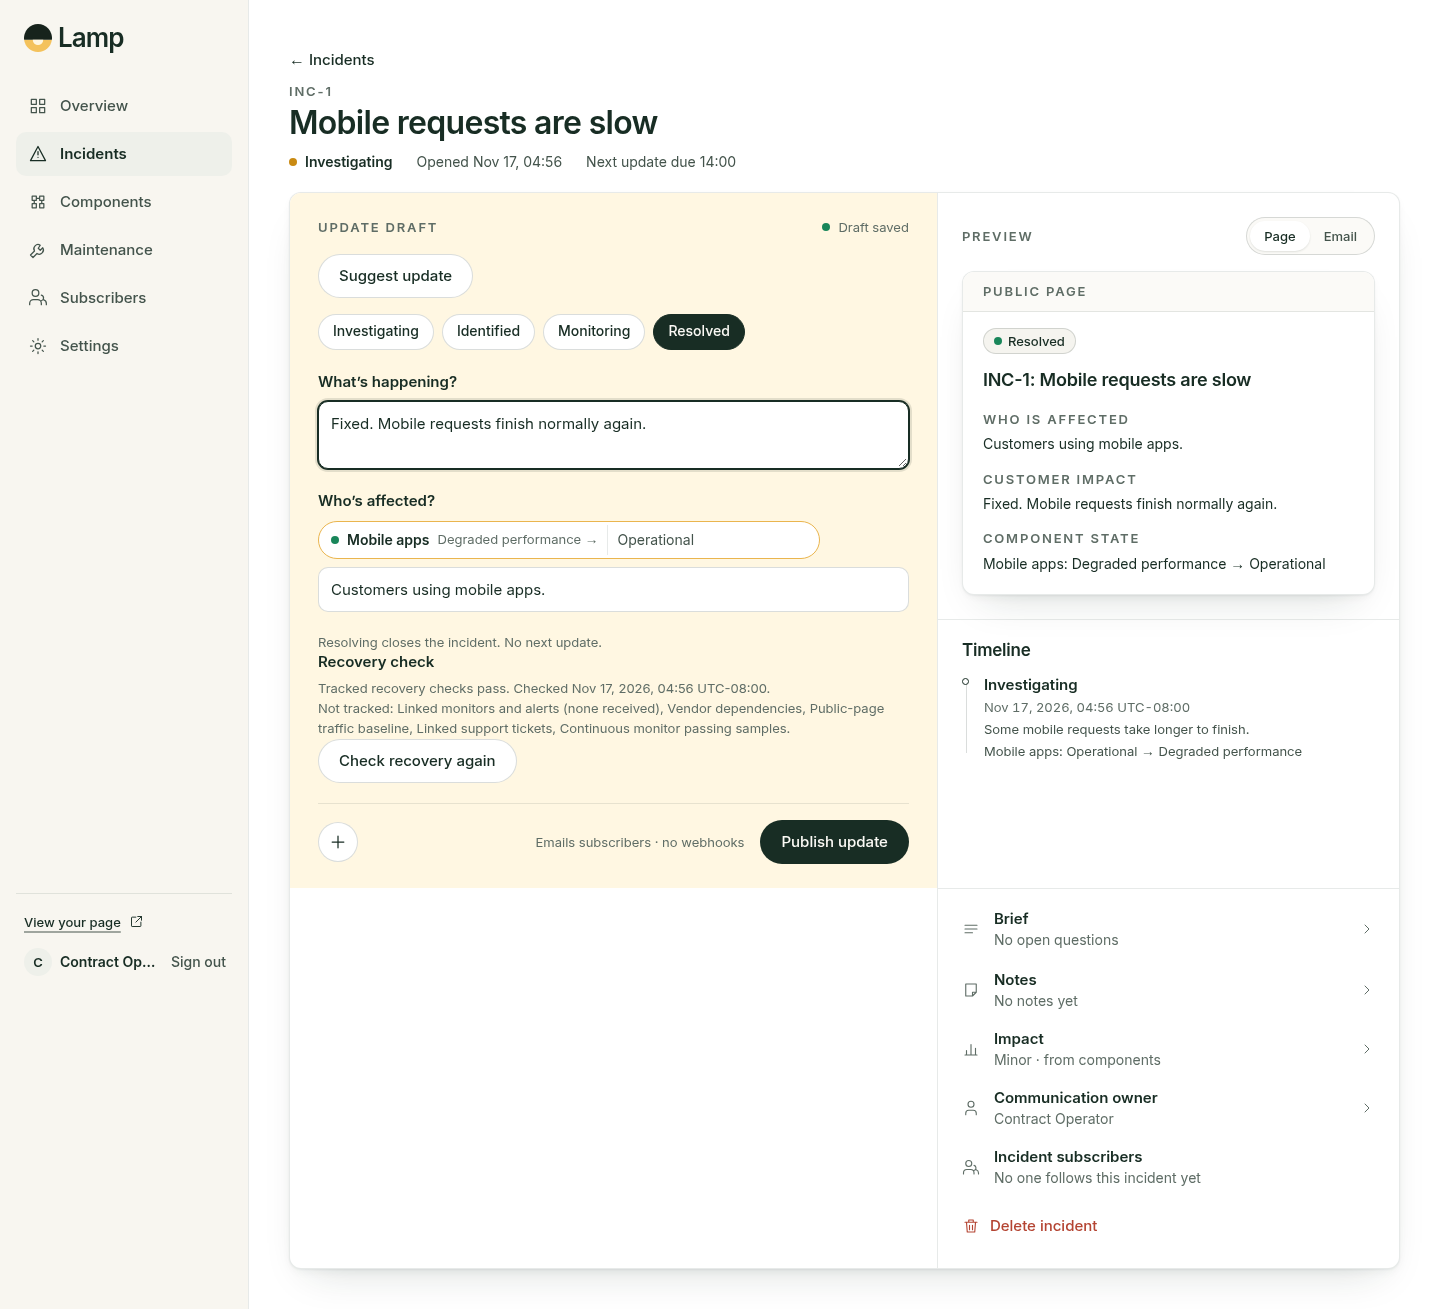 Lamp
Overview
Incidents
Components
Maintenance
Subscribers
Settings
View your page
C
Contract Op...
Sign out
← Incidents
INC-1
Mobile requests are slow
Investigating
Opened Nov 17, 04:56
Next update due 14:00
UPDATE DRAFT
Draft saved
Suggest update
Investigating
Identified
Monitoring
Resolved
What's happening?
Fixed. Mobile requests finish normally again.
Who's affected?
Mobile apps Degraded performance → Operational
Customers using mobile apps.
Resolving closes the incident. No next update.
Recovery check
Tracked recovery checks pass. Checked Nov 17, 2026, 04:56 UTC-08:00.
Not tracked: Linked monitors and alerts (none received), Vendor dependencies, Public-page
traffic baseline, Linked support tickets, Continuous monitor passing samples.
Check recovery again
Emails subscribers · no webhooks
Publish update
PREVIEW
Page
Email
PUBLIC PAGE
Resolved
INC-1: Mobile requests are slow
WHO IS AFFECTED
Customers using mobile apps.
CUSTOMER IMPACT
Fixed. Mobile requests finish normally again.
COMPONENT STATE
Mobile apps: Degraded performance → Operational
Timeline
Investigating
Nov 17, 2026, 04:56 UTC-08:00
Some mobile requests take longer to finish.
Mobile apps: Operational → Degraded performance
Brief
No open questions
Notes
No notes yet
Impact
Minor · from components
Communication owner
Contract Operator
Incident subscribers
No one follows this incident yet
Delete incident